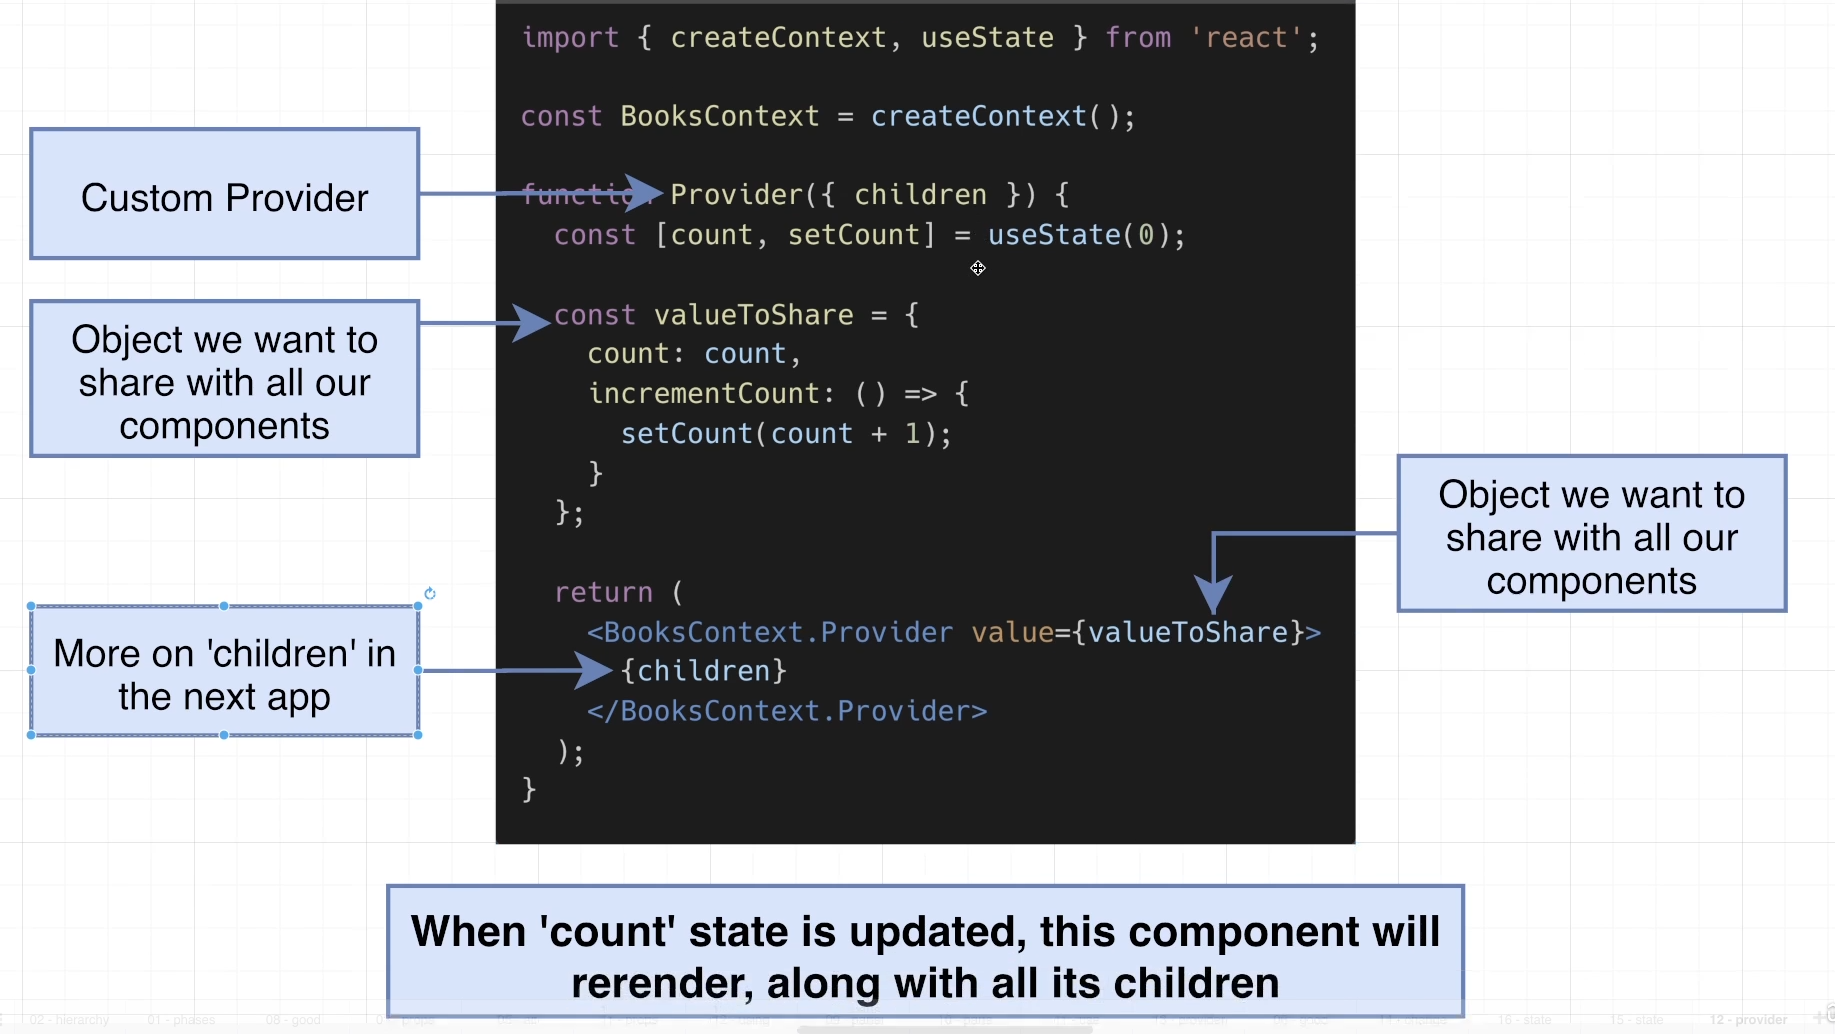 import { createContext, useState } from 'react';
const BooksContext = createContext();
Custom Provider
function Provider({ children }) {
const [count, setCount] = useState(0);
Object we want to
share with all our
components
const valueToShare = {
count: count,
incrementCount: () => {
setCount(count + 1);
}
};
Object we want to
share with all our
components
return (
<BooksContext.Provider value={valueToShare}>
More on 'children' in
the next app
{children}
</BooksContext.Provider>
);
}
When 'count' state is updated, this component will
rerender, along with all its children
02 - hierarchy
01 - phases
08 - good
16 - state
15 - state
12 - provider